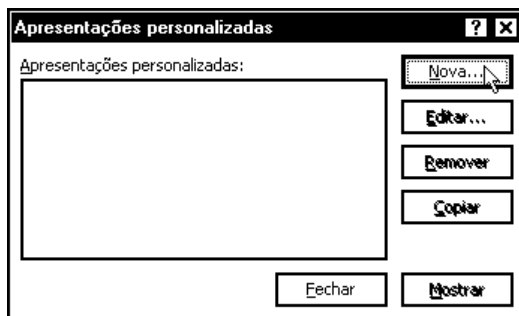 Apresentações personalizadas
Apresentações personalizadas:
Nova...
Editar...
Remover
Copiar
Fechar
Mostrar